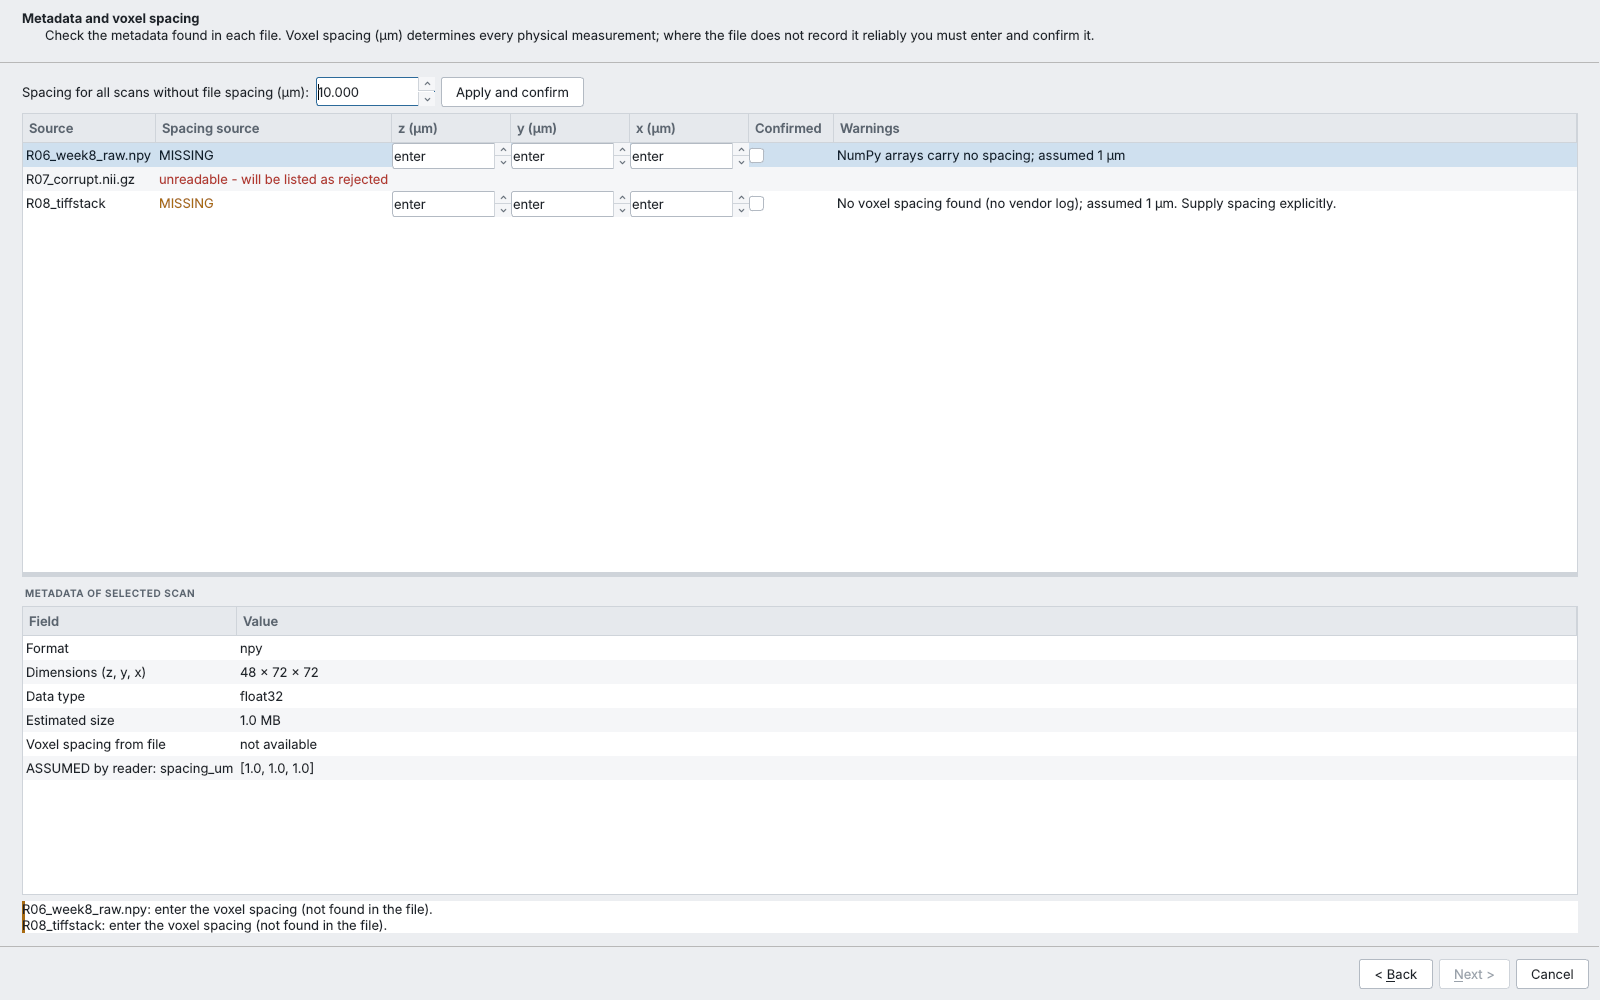 Metadata and voxel spacing
Check the metadata found in each file. Voxel spacing (µm) determines every physical measurement; where the file does not record it reliably you must enter and confirm it.
Spacing for all scans without file spacing (µm): 10.000 Apply and confirm
Source Spacing source z (µm) y (µm) x (µm) Confirmed Warnings
R06_week8_raw.npy MISSING enter enter enter NumPy arrays carry no spacing; assumed 1 µm
R07_corrupt.nii.gz unreadable - will be listed as rejected
R08_tiffstack MISSING enter enter enter No voxel spacing found (no vendor log); assumed 1 µm. Supply spacing explicitly.
METADATA OF SELECTED SCAN
Field Value
Format npy
Dimensions (z, y, x) 48 × 72 × 72
Data type float32
Estimated size 1.0 MB
Voxel spacing from file not available
ASSUMED by reader: spacing_um [1.0, 1.0, 1.0]
R06_week8_raw.npy: enter the voxel spacing (not found in the file).
R08_tiffstack: enter the voxel spacing (not found in the file).
< Back Next > Cancel